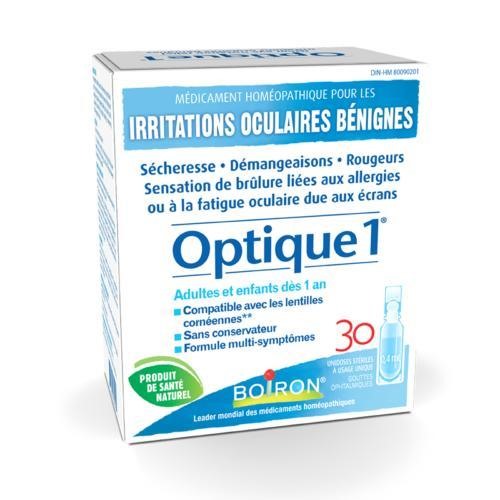 Optique 1
DIN-HM 80090201
MÉDICAMENT HOMÉOPATHIQUE POUR LES
IRRITATIONS OCULAIRES BÉNIGNES
Sécheresse • Démangeaisons • Rougeurs
Sensation de brûlure liées aux allergies
ou à la fatigue oculaire due aux écrans
Optique 1®
Adultes et enfants dès 1 an
Compatible avec les lentilles
cornéennes**
Sans conservateur
Formule multi-symptômes
30
0,4 mL
UNIDOSES STÉRILES
À USAGE UNIQUE
GOUTTES
OPHTALMIQUES
PRODUIT
DE SANTÉ
NATUREL
BOIRON®
Leader mondial des médicaments homéopathiques